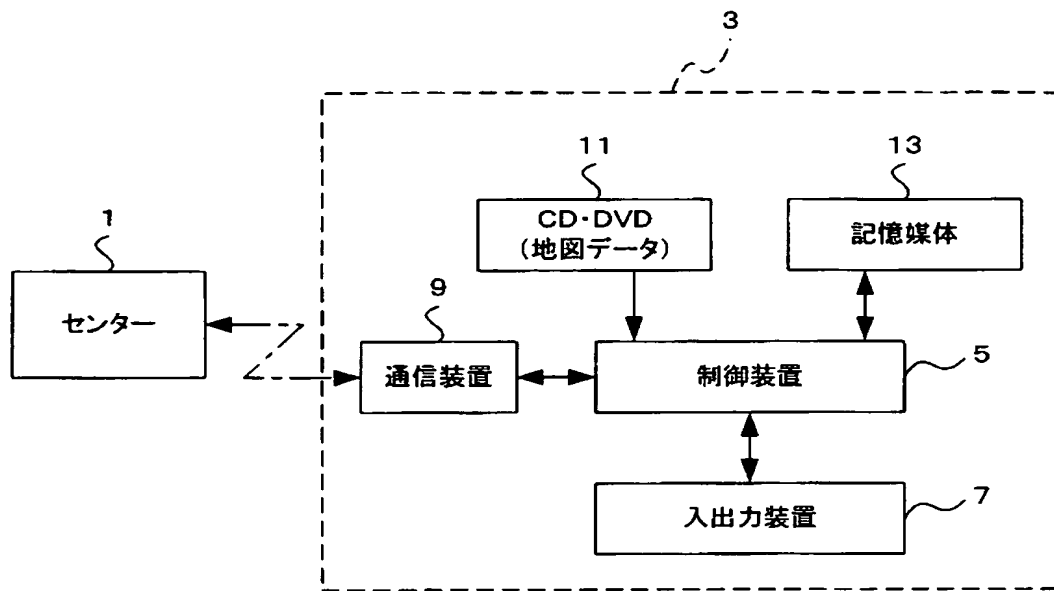 3
11
13
CD・DVD
(地図データ)
記憶媒体
1
センター
9
通信装置
制御装置
5
入出力装置
7